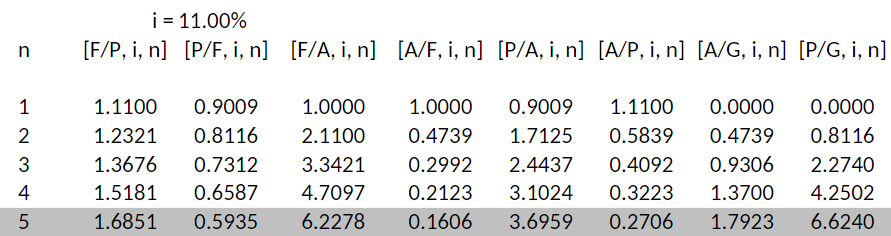 i = 11.00%
n [F/P, i, n] [P/F, i, n] [F/A, i, n] [A/F, i, n] [P/A, i, n] [A/P, i, n] [A/G, i, n] [P/G, i, n]
1 1.1100 0.9009 1.0000 1.0000 0.9009 1.1100 0.0000 0.0000
2 1.2321 0.8116 2.1100 0.4739 1.7125 0.5839 0.4739 0.8116
3 1.3676 0.7312 3.3421 0.2992 2.4437 0.4092 0.9306 2.2740
4 1.5181 0.6587 4.7097 0.2123 3.1024 0.3223 1.3700 4.2502
5 1.6851 0.5935 6.2278 0.1606 3.6959 0.2706 1.7923 6.6240